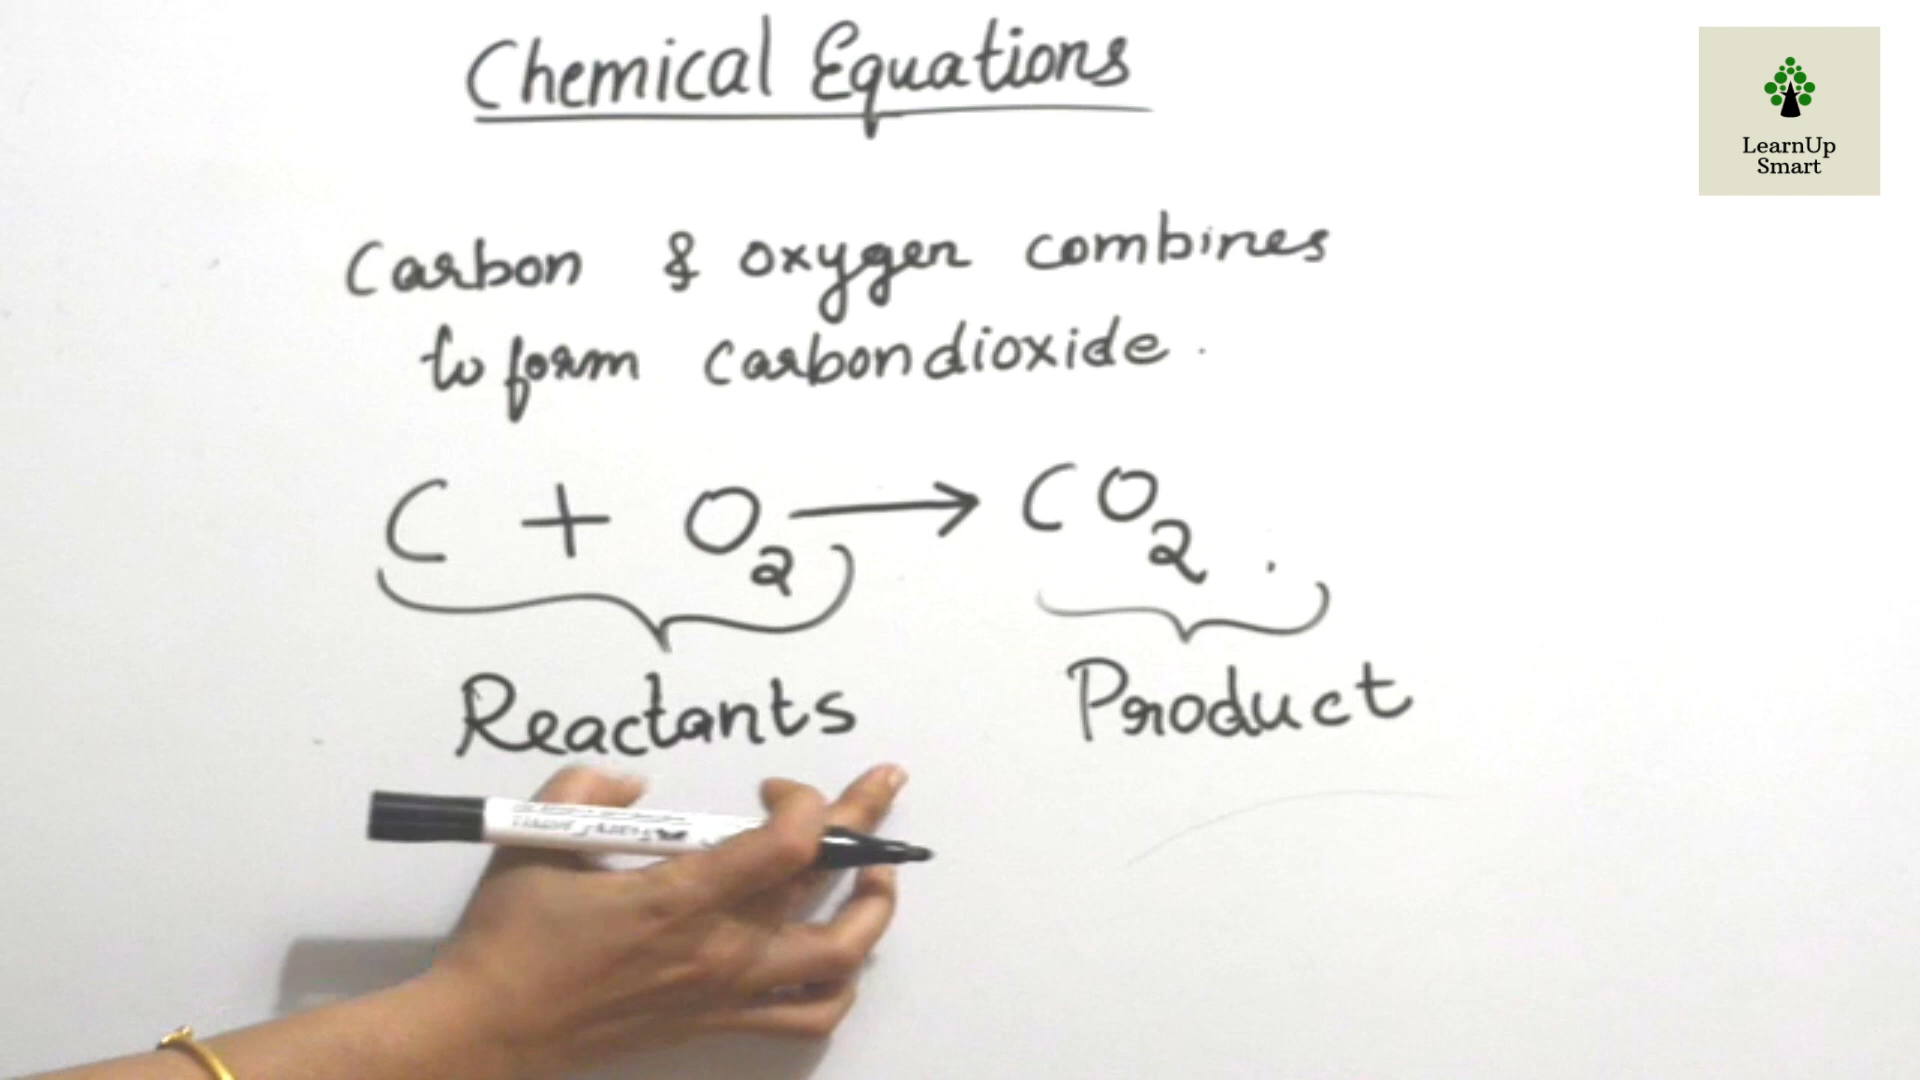 Chemical Equations
LearnUp
Smart
Carbon & oxygen combines
to form Carbondioxide.
C + O₂ → CO₂.
Reactants
Product